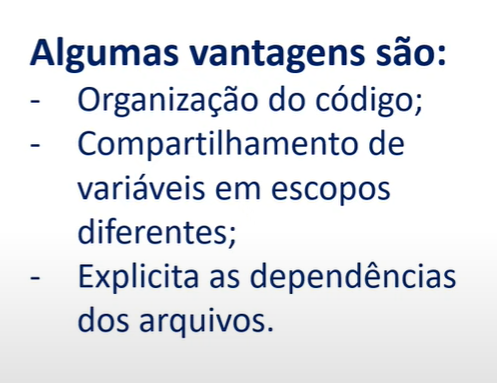 Algumas vantagens são:
- Organização do código;
- Compartilhamento de
variáveis em escopos
diferentes;
- Explicita as dependências
dos arquivos.